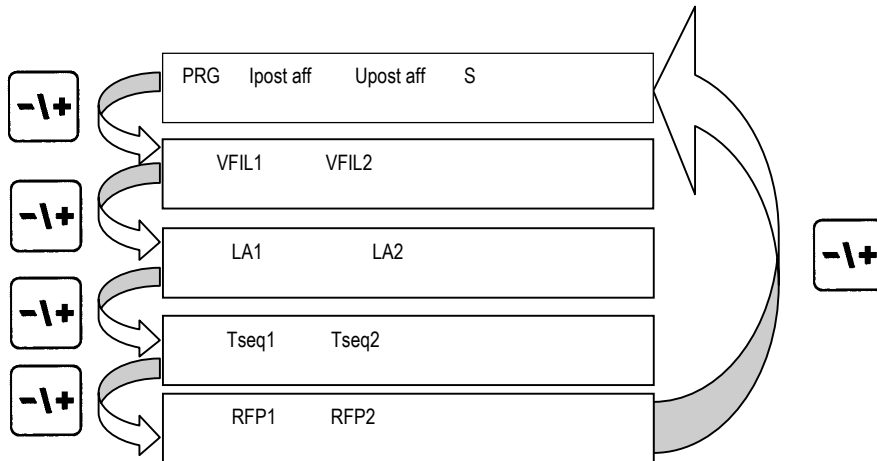 PRG Ipost aff Upost aff S
-\+
VFIL1 VFIL2
-\+
LA1 LA2
-\+
-\+
Tseq1 Tseq2
-\+
RFP1 RFP2